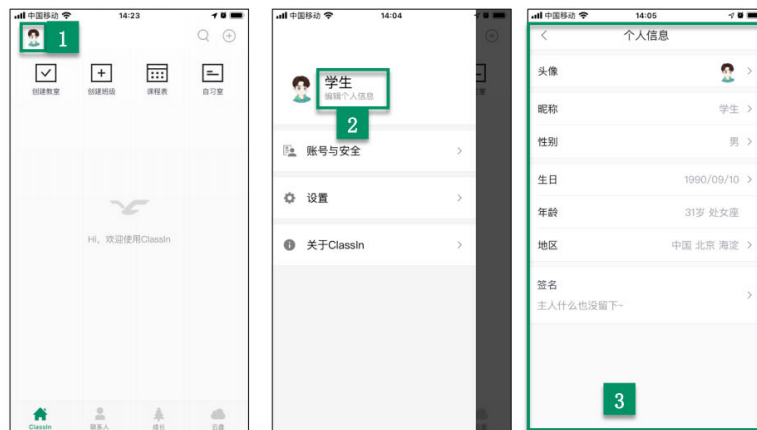 中国移动 14:23
1
创建教室 创建班级 课程表 自习室
Hi，欢迎使用ClassIn
ClassIn 联系人 成长 云盘
中国移动 14:04
学生
编辑个人信息
2
账号与安全
设置
关于ClassIn
中国移动 14:05
个人信息
头像
昵称 学生
性别 男
生日 1990/09/10
年龄 31岁 处女座
地区 中国 北京 海淀
签名
主人什么也没留下~
3